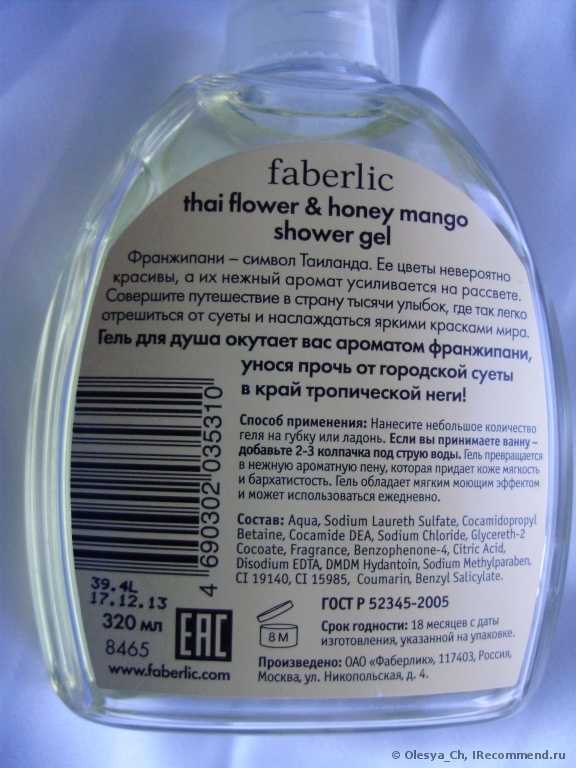 faberlic
thai flower & honey mango
shower gel
Франжипани – символ Таиланда. Ее цветы невероятно
красивы, а их нежный аромат усиливается на рассвете.
Совершите путешествие в страну тысячи улыбок, где так легко
отрешиться от суеты и наслаждаться яркими красками мира.
Гель для душа окутает вас ароматом франжипани,
унося прочь от городской суеты
в край тропической неги!
Способ применения: Нанесите небольшое количество
геля на губку или ладонь. Если вы принимаете ванну –
добавьте 2-3 колпачка под струю воды. Гель превращается
в нежную ароматную пену, которая придает коже мягкость
и бархатистость. Гель обладает мягким моющим эффектом
и может использоваться ежедневно.
Состав: Aqua, Sodium Laureth Sulfate, Cocamidopropyl
Betaine, Cocamide DEA, Sodium Chloride, Glycereth-2
Cocoate, Fragrance, Benzophenone-4, Citric Acid,
Disodium EDTA, DMDM Hydantoin, Sodium Methylparaben,
CI 19140, CI 15985, Coumarin, Benzyl Salicylate.
4 690302 035310
39.4L
17.12.13
320 мл
8465
www.faberlic.com
EAC
8 M
ГОСТ Р 52345-2005
Срок годности: 18 месяцев с даты
изготовления, указанной на упаковке.
Произведено: ОАО «Фаберлик», 117403, Россия,
Москва, ул. Никопольская, д. 4.
© Olesya_Ch, IRecommend.ru